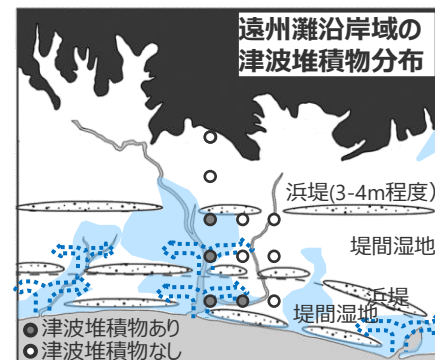 遠州灘沿岸域の
津波堆積物分布
浜堤(3-4m程度)
堤間湿地
浜堤
堤間湿地
津波堆積物あり
津波堆積物なし